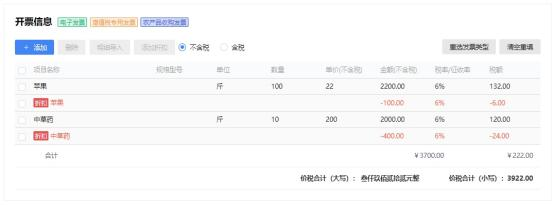 开票信息 电子发票 增值税专用发票 农产品收购发票
+ 添加 删除 明细导入 添加折扣 不含税 含税 重选发票类型 清空重填
项目名称 规格型号 单位 数量 单价(不含税) 金额(不含税) 税率/征收率 税额
苹果 斤 100 22 2200.00 6% 132.00
折扣 苹果 -100.00 6% -6.00
中草药 斤 10 200 2000.00 6% 120.00
折扣 中草药 -400.00 6% -24.00
合计 ¥3700.00 ¥222.00
价税合计（大写）： 叁仟玖佰贰拾贰元整 价税合计（小写）：3922.00